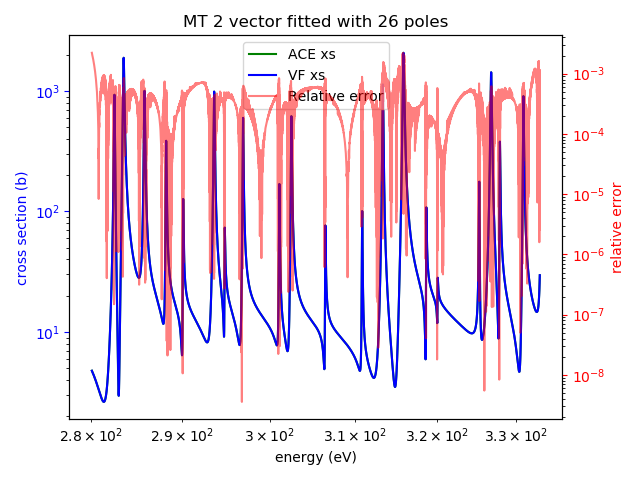 MT 2 vector fitted with 26 poles
ACE xs
VF xs
Relative error
cross section (b)
10³
10²
10¹
relative error
10⁻³
10⁻⁴
10⁻⁵
10⁻⁶
10⁻⁷
10⁻⁸
2.8 × 10² 2.9 × 10² 3 × 10² 3.1 × 10² 3.2 × 10² 3.3 × 10²
energy (eV)